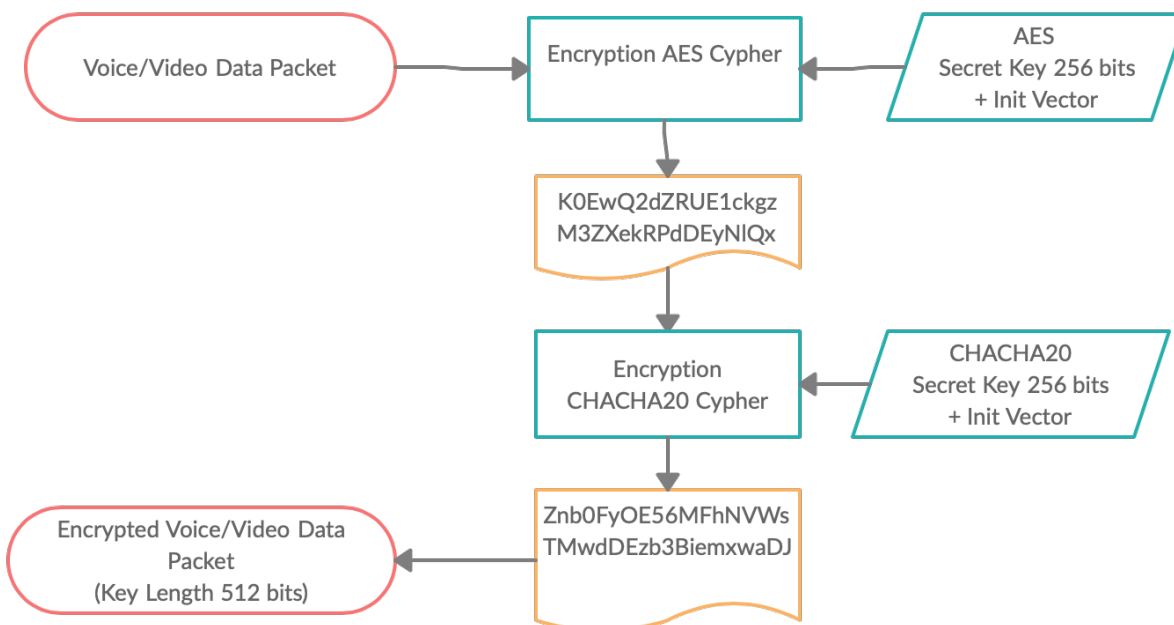 Voice/Video Data Packet
Encryption AES Cypher
AES
Secret Key 256 bits
+ Init Vector
K0EwQ2dZRUE1ckgz
M3ZXekRPdDEyNlQx
Encryption
CHACHA20 Cypher
CHACHA20
Secret Key 256 bits
+ Init Vector
Znb0FyOE56MFhNVWs
TMwdDEzb3BiemxwaDJ
Encrypted Voice/Video Data
Packet
(Key Length 512 bits)